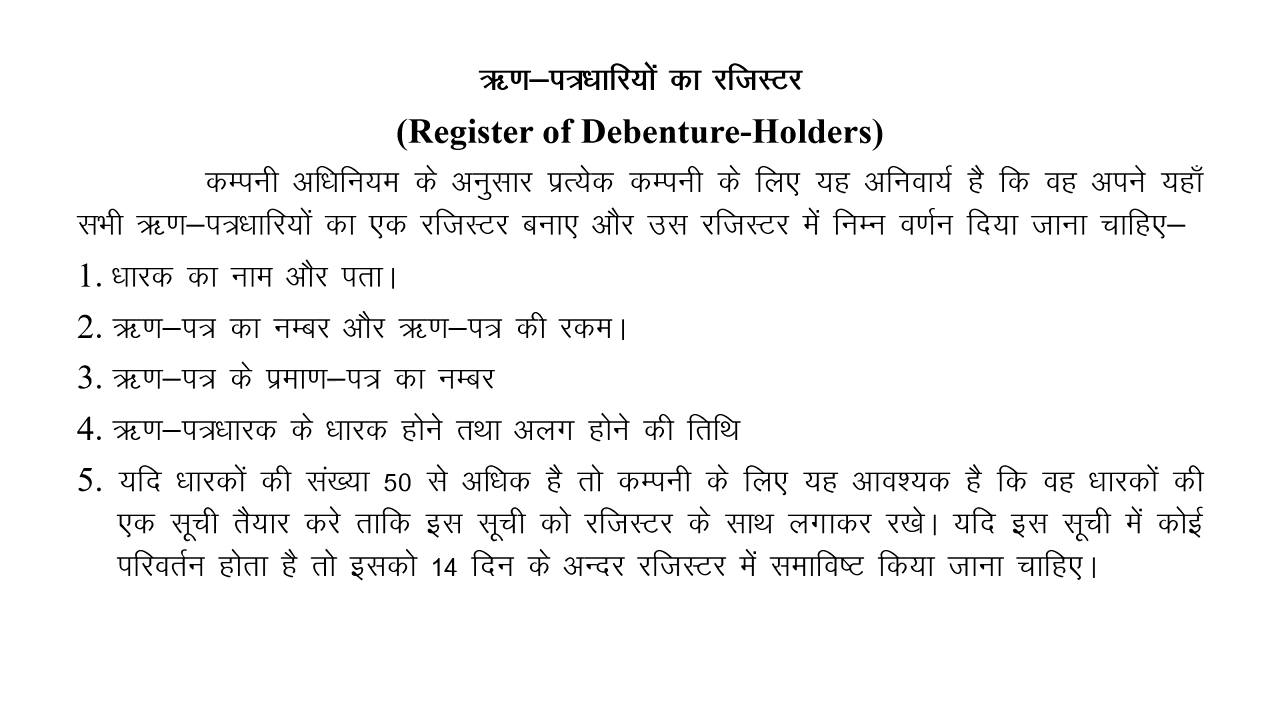 ऋण–पत्रधारियों का रजिस्टर
(Register of Debenture-Holders)
कम्पनी अधिनियम के अनुसार प्रत्येक कम्पनी के लिए यह अनिवार्य है कि वह अपने यहाँ
सभी ऋण–पत्रधारियों का एक रजिस्टर बनाए और उस रजिस्टर में निम्न वर्णन दिया जाना चाहिए–
1. धारक का नाम और पता।
2. ऋण–पत्र का नम्बर और ऋण–पत्र की रकम।
3. ऋण–पत्र के प्रमाण–पत्र का नम्बर
4. ऋण–पत्रधारक के धारक होने तथा अलग होने की तिथि
5. यदि धारकों की संख्या 50 से अधिक है तो कम्पनी के लिए यह आवश्यक है कि वह धारकों की
एक सूची तैयार करे ताकि इस सूची को रजिस्टर के साथ लगाकर रखे। यदि इस सूची में कोई
परिवर्तन होता है तो इसको 14 दिन के अन्दर रजिस्टर में समाविष्ट किया जाना चाहिए।